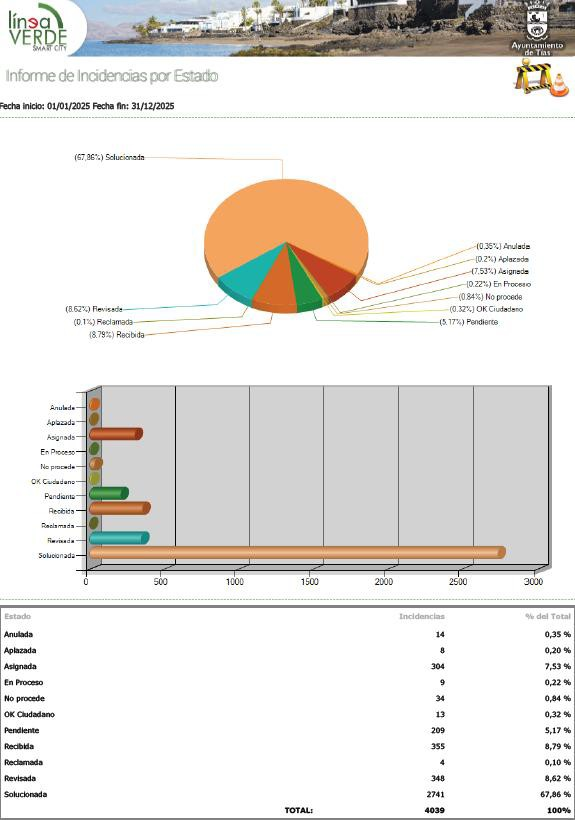 línea
VERDE
SMART CITY
Ayuntamiento
de Tías
Informe de Incidencias por Estado
Fecha inicio: 01/01/2025 Fecha fin: 31/12/2025
(67,86%) Solucionada
(0,35%) Anulada
(0,2%) Aplazada
(7,53%) Asignada
(0,22%) En Proceso
(0,84%) No procede
(0,32%) OK Ciudadano
(5,17%) Pendiente
(8,62%) Revisada
(0,1%) Reclamada
(8,79%) Recibida
Anulada
Aplazada
Asignada
En Proceso
No procede
OK Ciudadano
Pendiente
Recibida
Reclamada
Revisada
Solucionada
0 500 1000 1500 2000 2500 3000
Estado Incidencias % del Total
Anulada 14 0,35 %
Aplazada 8 0,20 %
Asignada 304 7,53 %
En Proceso 9 0,22 %
No procede 34 0,84 %
OK Ciudadano 13 0,32 %
Pendiente 209 5,17 %
Recibida 355 8,79 %
Reclamada 4 0,10 %
Revisada 348 8,62 %
Solucionada 2741 67,86 %
TOTAL: 4039 100%